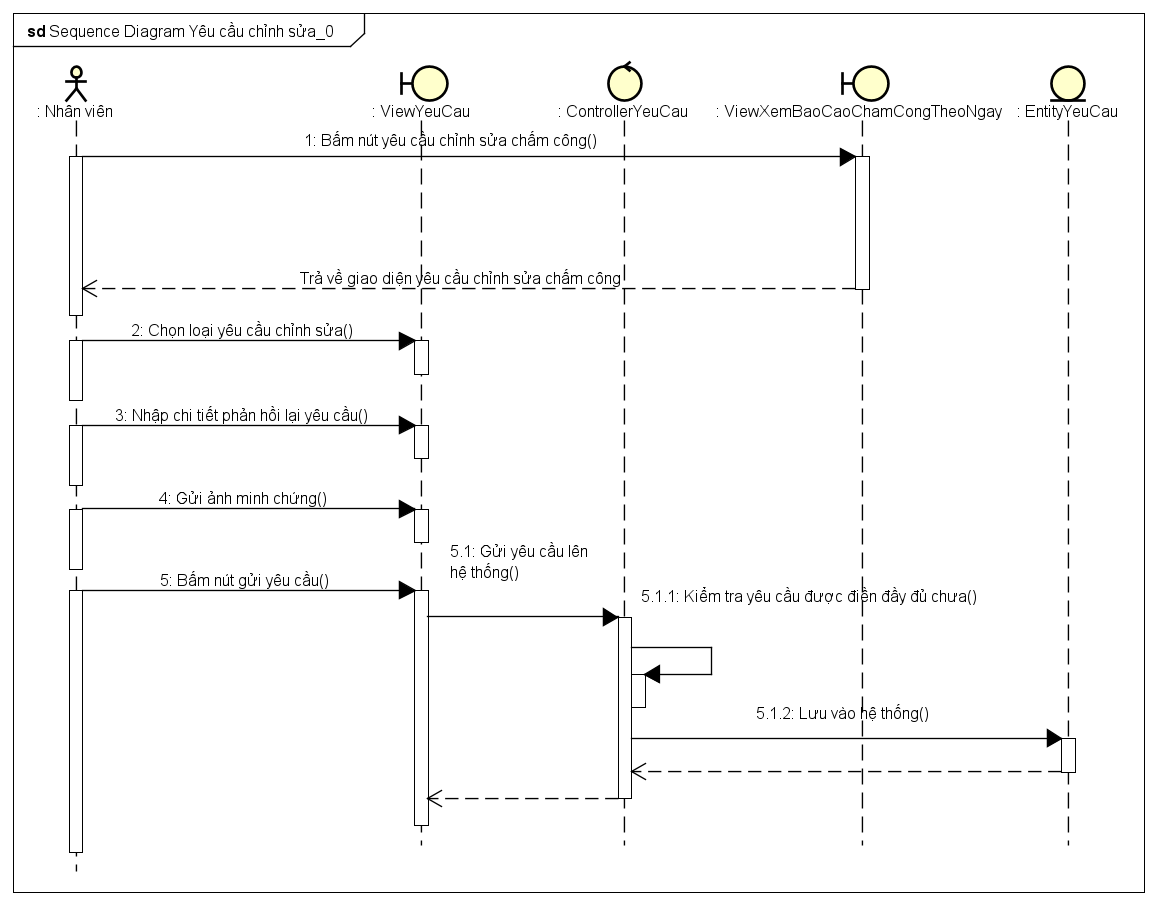 sd Sequence Diagram Yêu cầu chỉnh sửa_0
: Nhân viên
: ViewYeuCau
: ControllerYeuCau
: ViewXemBaoCaoChamCongTheoNgay
: EntityYeuCau
1: Bấm nút yêu cầu chỉnh sửa chấm công()
Trả về giao diện yêu cầu chỉnh sửa chấm công
2: Chọn loại yêu cầu chỉnh sửa()
3: Nhập chi tiết phản hồi lại yêu cầu()
4: Gửi ảnh minh chứng()
5.1: Gửi yêu cầu lên
hệ thống()
5: Bấm nút gửi yêu cầu()
5.1.1: Kiểm tra yêu cầu được điền đầy đủ chưa()
5.1.2: Lưu vào hệ thống()